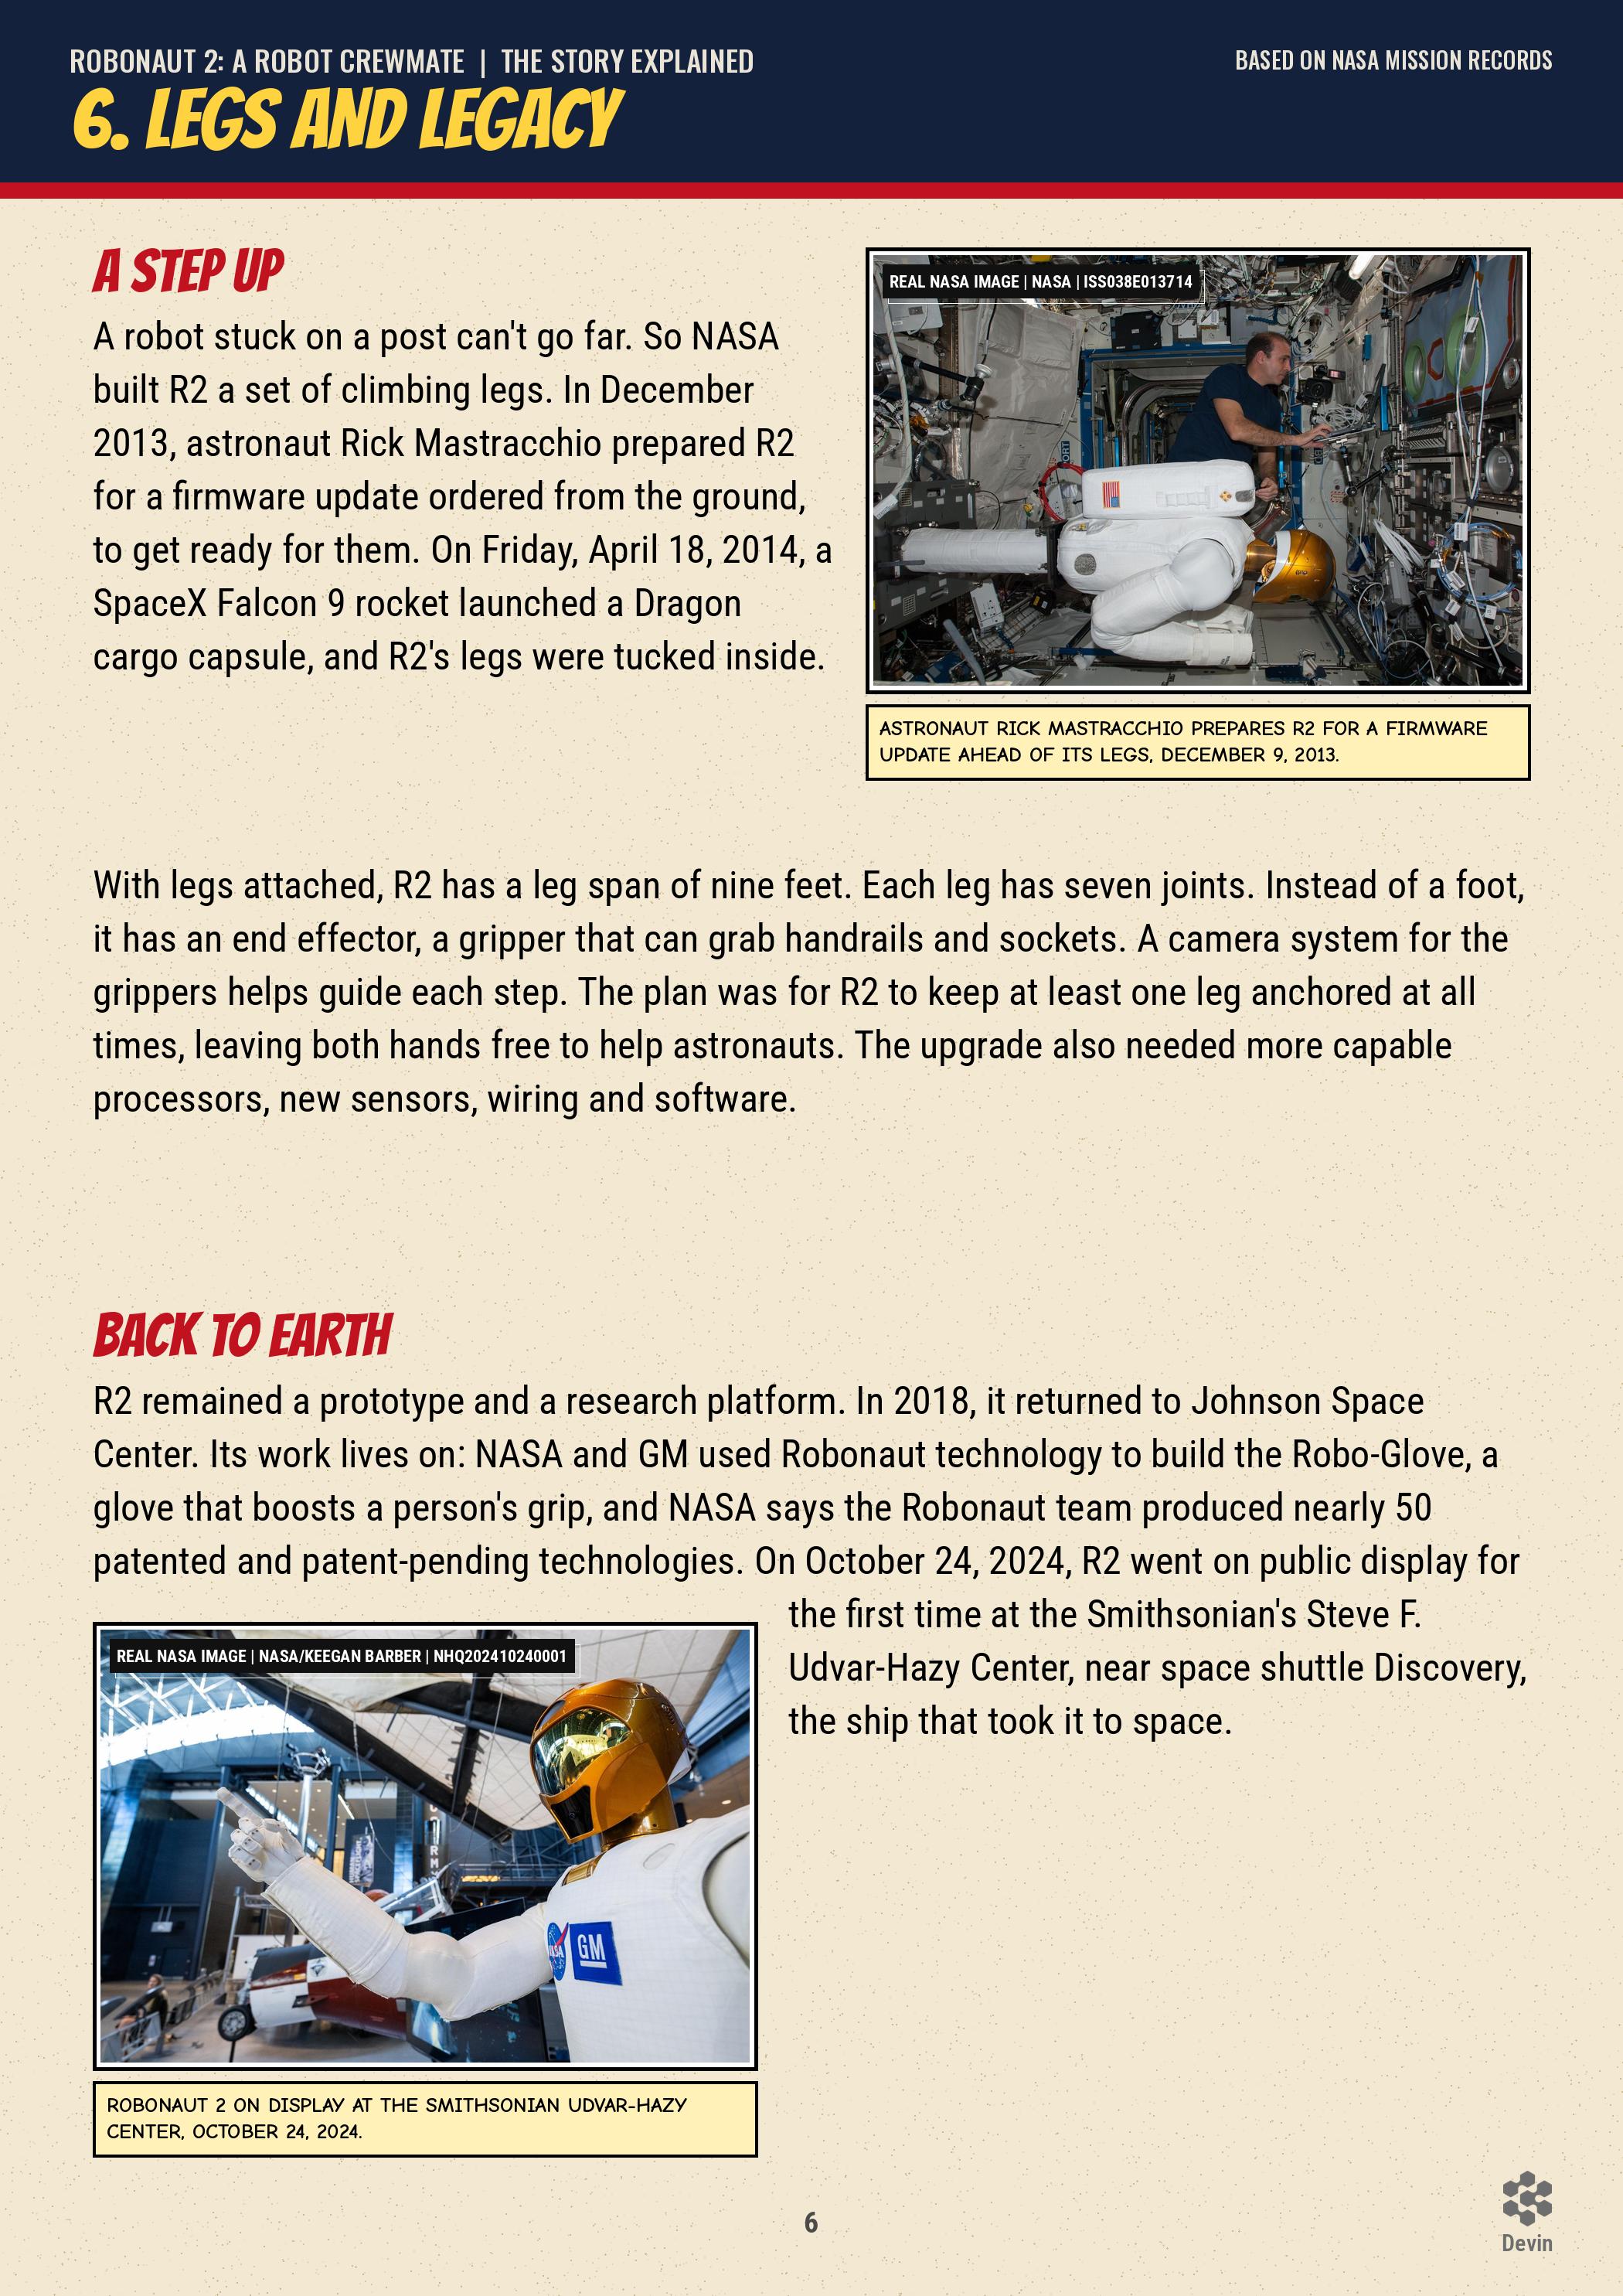 ROBONAUT 2: A ROBOT CREWMATE | THE STORY EXPLAINED
BASED ON NASA MISSION RECORDS
6. LEGS AND LEGACY
A STEP UP
A robot stuck on a post can't go far. So NASA
built R2 a set of climbing legs. In December
2013, astronaut Rick Mastracchio prepared R2
for a firmware update ordered from the ground,
to get ready for them. On Friday, April 18, 2014, a
SpaceX Falcon 9 rocket launched a Dragon
cargo capsule, and R2's legs were tucked inside.
REAL NASA IMAGE | NASA | ISS038E013714
ASTRONAUT RICK MASTRACCHIO PREPARES R2 FOR A FIRMWARE
UPDATE AHEAD OF ITS LEGS, DECEMBER 9, 2013.
With legs attached, R2 has a leg span of nine feet. Each leg has seven joints. Instead of a foot,
it has an end effector, a gripper that can grab handrails and sockets. A camera system for the
grippers helps guide each step. The plan was for R2 to keep at least one leg anchored at all
times, leaving both hands free to help astronauts. The upgrade also needed more capable
processors, new sensors, wiring and software.
BACK TO EARTH
R2 remained a prototype and a research platform. In 2018, it returned to Johnson Space
Center. Its work lives on: NASA and GM used Robonaut technology to build the Robo-Glove, a
glove that boosts a person's grip, and NASA says the Robonaut team produced nearly 50
patented and patent-pending technologies. On October 24, 2024, R2 went on public display for
the first time at the Smithsonian's Steve F.
Udvar-Hazy Center, near space shuttle Discovery,
the ship that took it to space.
REAL NASA IMAGE | NASA/KEEGAN BARBER | NHQ202410240001
NASA
GM
ROBONAUT 2 ON DISPLAY AT THE SMITHSONIAN UDVAR-HAZY
CENTER, OCTOBER 24, 2024.
6
Devin